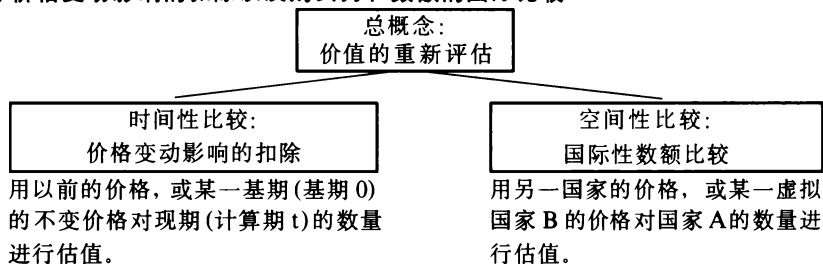 总概念:
价值的重新评估
时间性比较:
价格变动影响的扣除
空间性比较:
国际性数额比较
用以前的价格,或某一基期(基期0)
的不变价格对现期(计算期t)的数量
进行估值。
用另一国家的价格,或某一虚拟
国家B的价格对国家A的数量进
行估值。